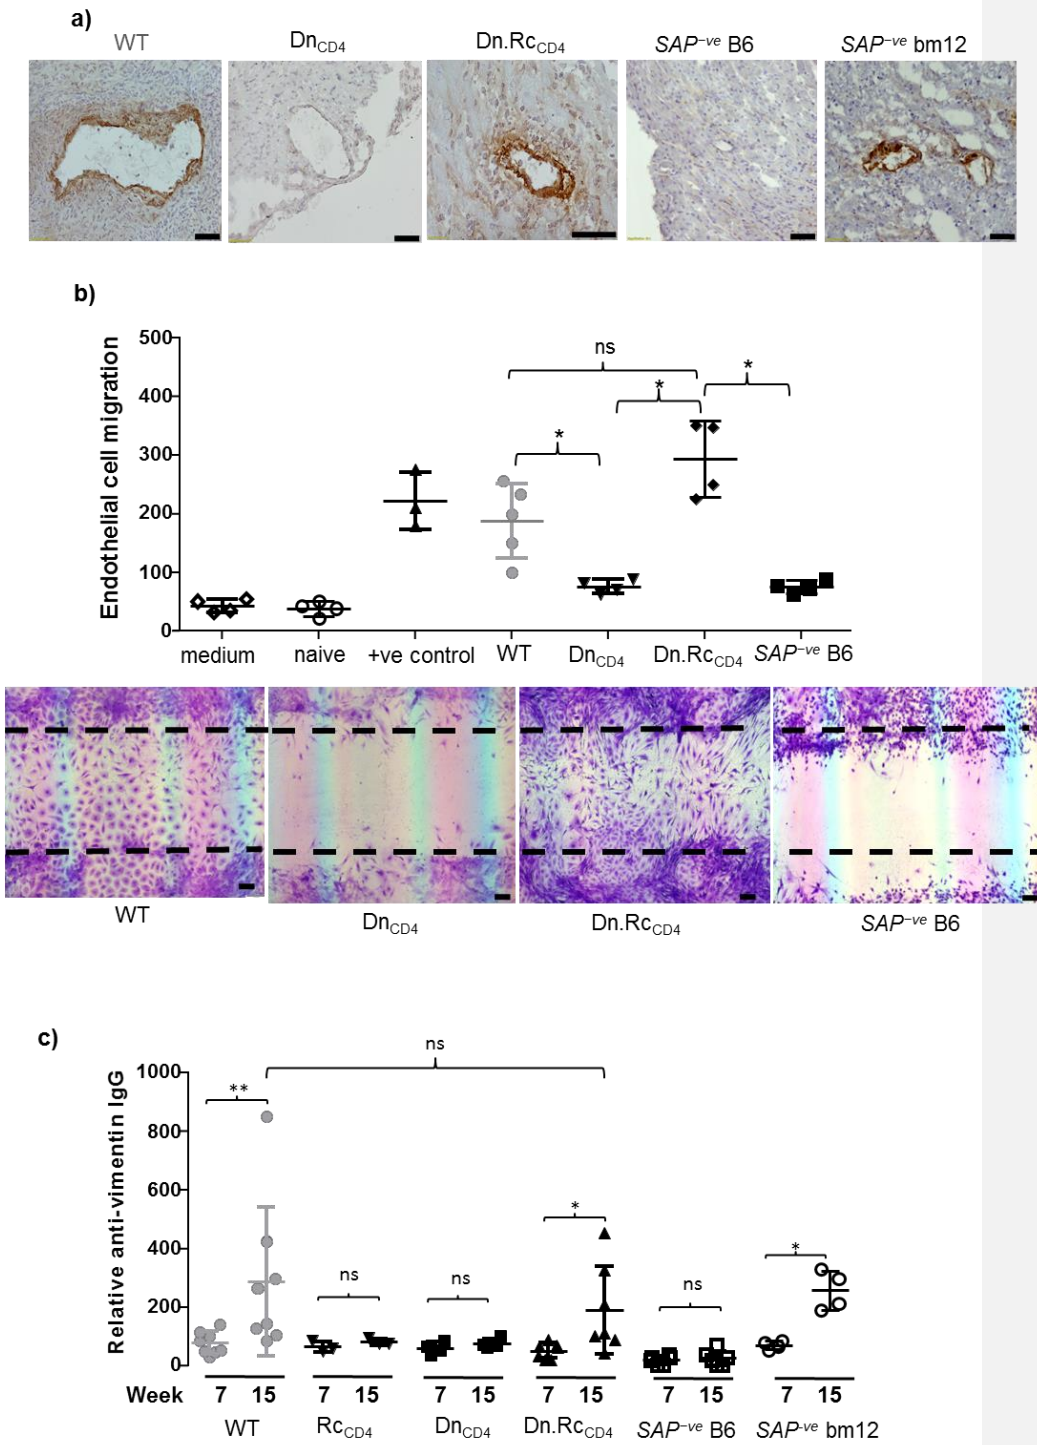 a)
WT DnCD4 Dn.RcCD4 SAP–ve B6 SAP–ve bm12
b)
Endothelial cell migration
500
400
300
200
100
0
ns
*
*
*
medium naive +ve control WT DnCD4 Dn.RcCD4 SAP–ve B6
WT DnCD4 Dn.RcCD4 SAP–ve B6
c)
Relative anti-vimentin IgG
1000
800
600
400
200
0
ns
**
ns
ns
*
ns
*
Week 7 15 7 15 7 15 7 15 7 15 7 15
WT RcCD4 DnCD4 Dn.RcCD4 SAP–ve B6 SAP–ve bm12